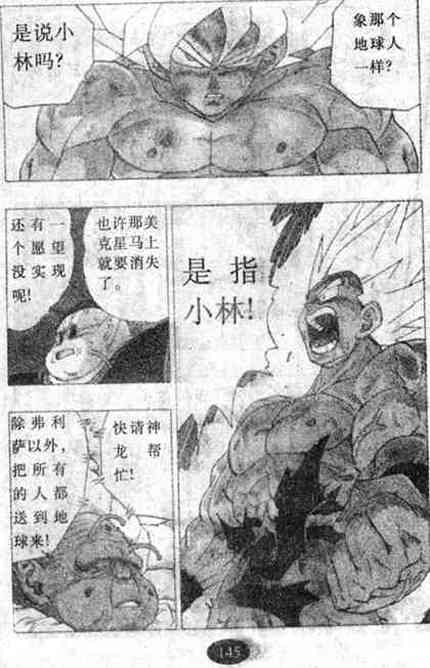 象那个
地球人
一样?
是说小
林吗?
是指
小林!
也许那美
克星马上
就要消失
了。
还有一
个愿望
没实现
呢!
快请神
龙帮
忙!
除弗利
萨以外,
把所有
的人都
送到地
球来!
145